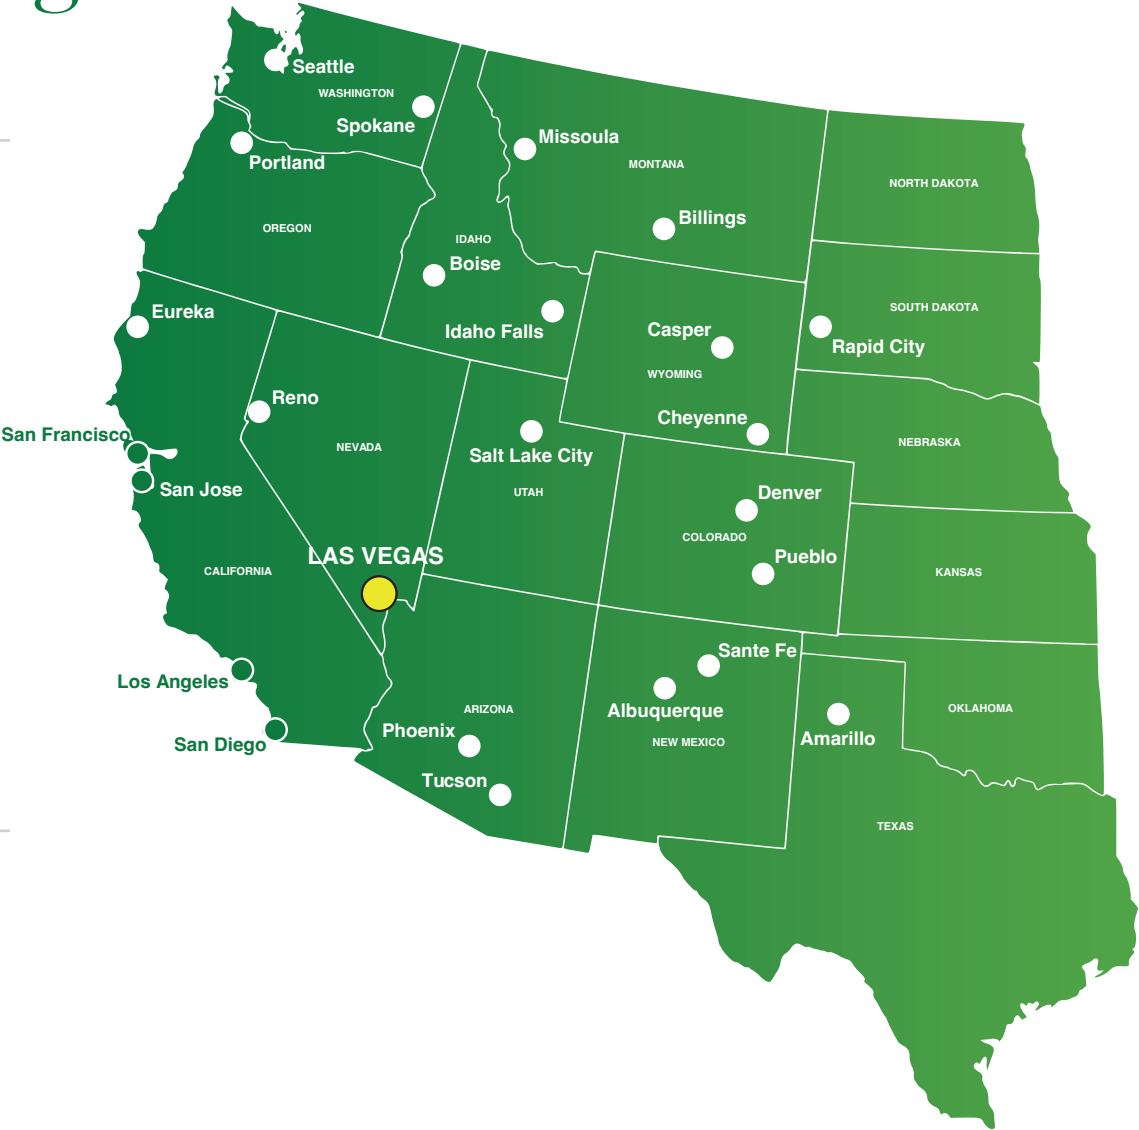 g
Seattle
WASHINGTON
Spokane
Missoula
Portland
MONTANA
NORTH DAKOTA
Billings
OREGON
IDAHO
Boise
Eureka
Idaho Falls
Casper
SOUTH DAKOTA
Rapid City
WYOMING
Reno
Cheyenne
San Francisco
NEVADA
NEBRASKA
Salt Lake City
San Jose
UTAH
Denver
COLORADO
LAS VEGAS
Pueblo
CALIFORNIA
KANSAS
Sante Fe
Los Angeles
ARIZONA
Albuquerque
OKLAHOMA
Phoenix
San Diego
NEW MEXICO
Amarillo
Tucson
TEXAS